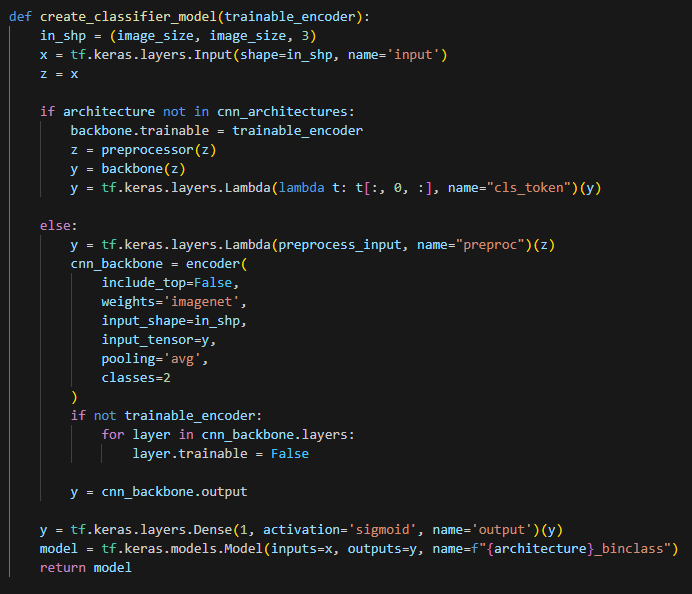 def create_classifier_model(trainable_encoder):
    in_shp = (image_size, image_size, 3)
    x = tf.keras.layers.Input(shape=in_shp, name='input')
    z = x

    if architecture not in cnn_architectures:
        backbone.trainable = trainable_encoder
        z = preprocessor(z)
        y = backbone(z)
        y = tf.keras.layers.Lambda(lambda t: t[:, 0, :], name="cls_token")(y)

    else:
        y = tf.keras.layers.Lambda(preprocess_input, name="preproc")(z)
        cnn_backbone = encoder(
            include_top=False,
            weights='imagenet',
            input_shape=in_shp,
            input_tensor=y,
            pooling='avg',
            classes=2
        )
        if not trainable_encoder:
            for layer in cnn_backbone.layers:
                layer.trainable = False

        y = cnn_backbone.output

    y = tf.keras.layers.Dense(1, activation='sigmoid', name='output')(y)
    model = tf.keras.models.Model(inputs=x, outputs=y, name=f"{architecture}_binclass")
    return model